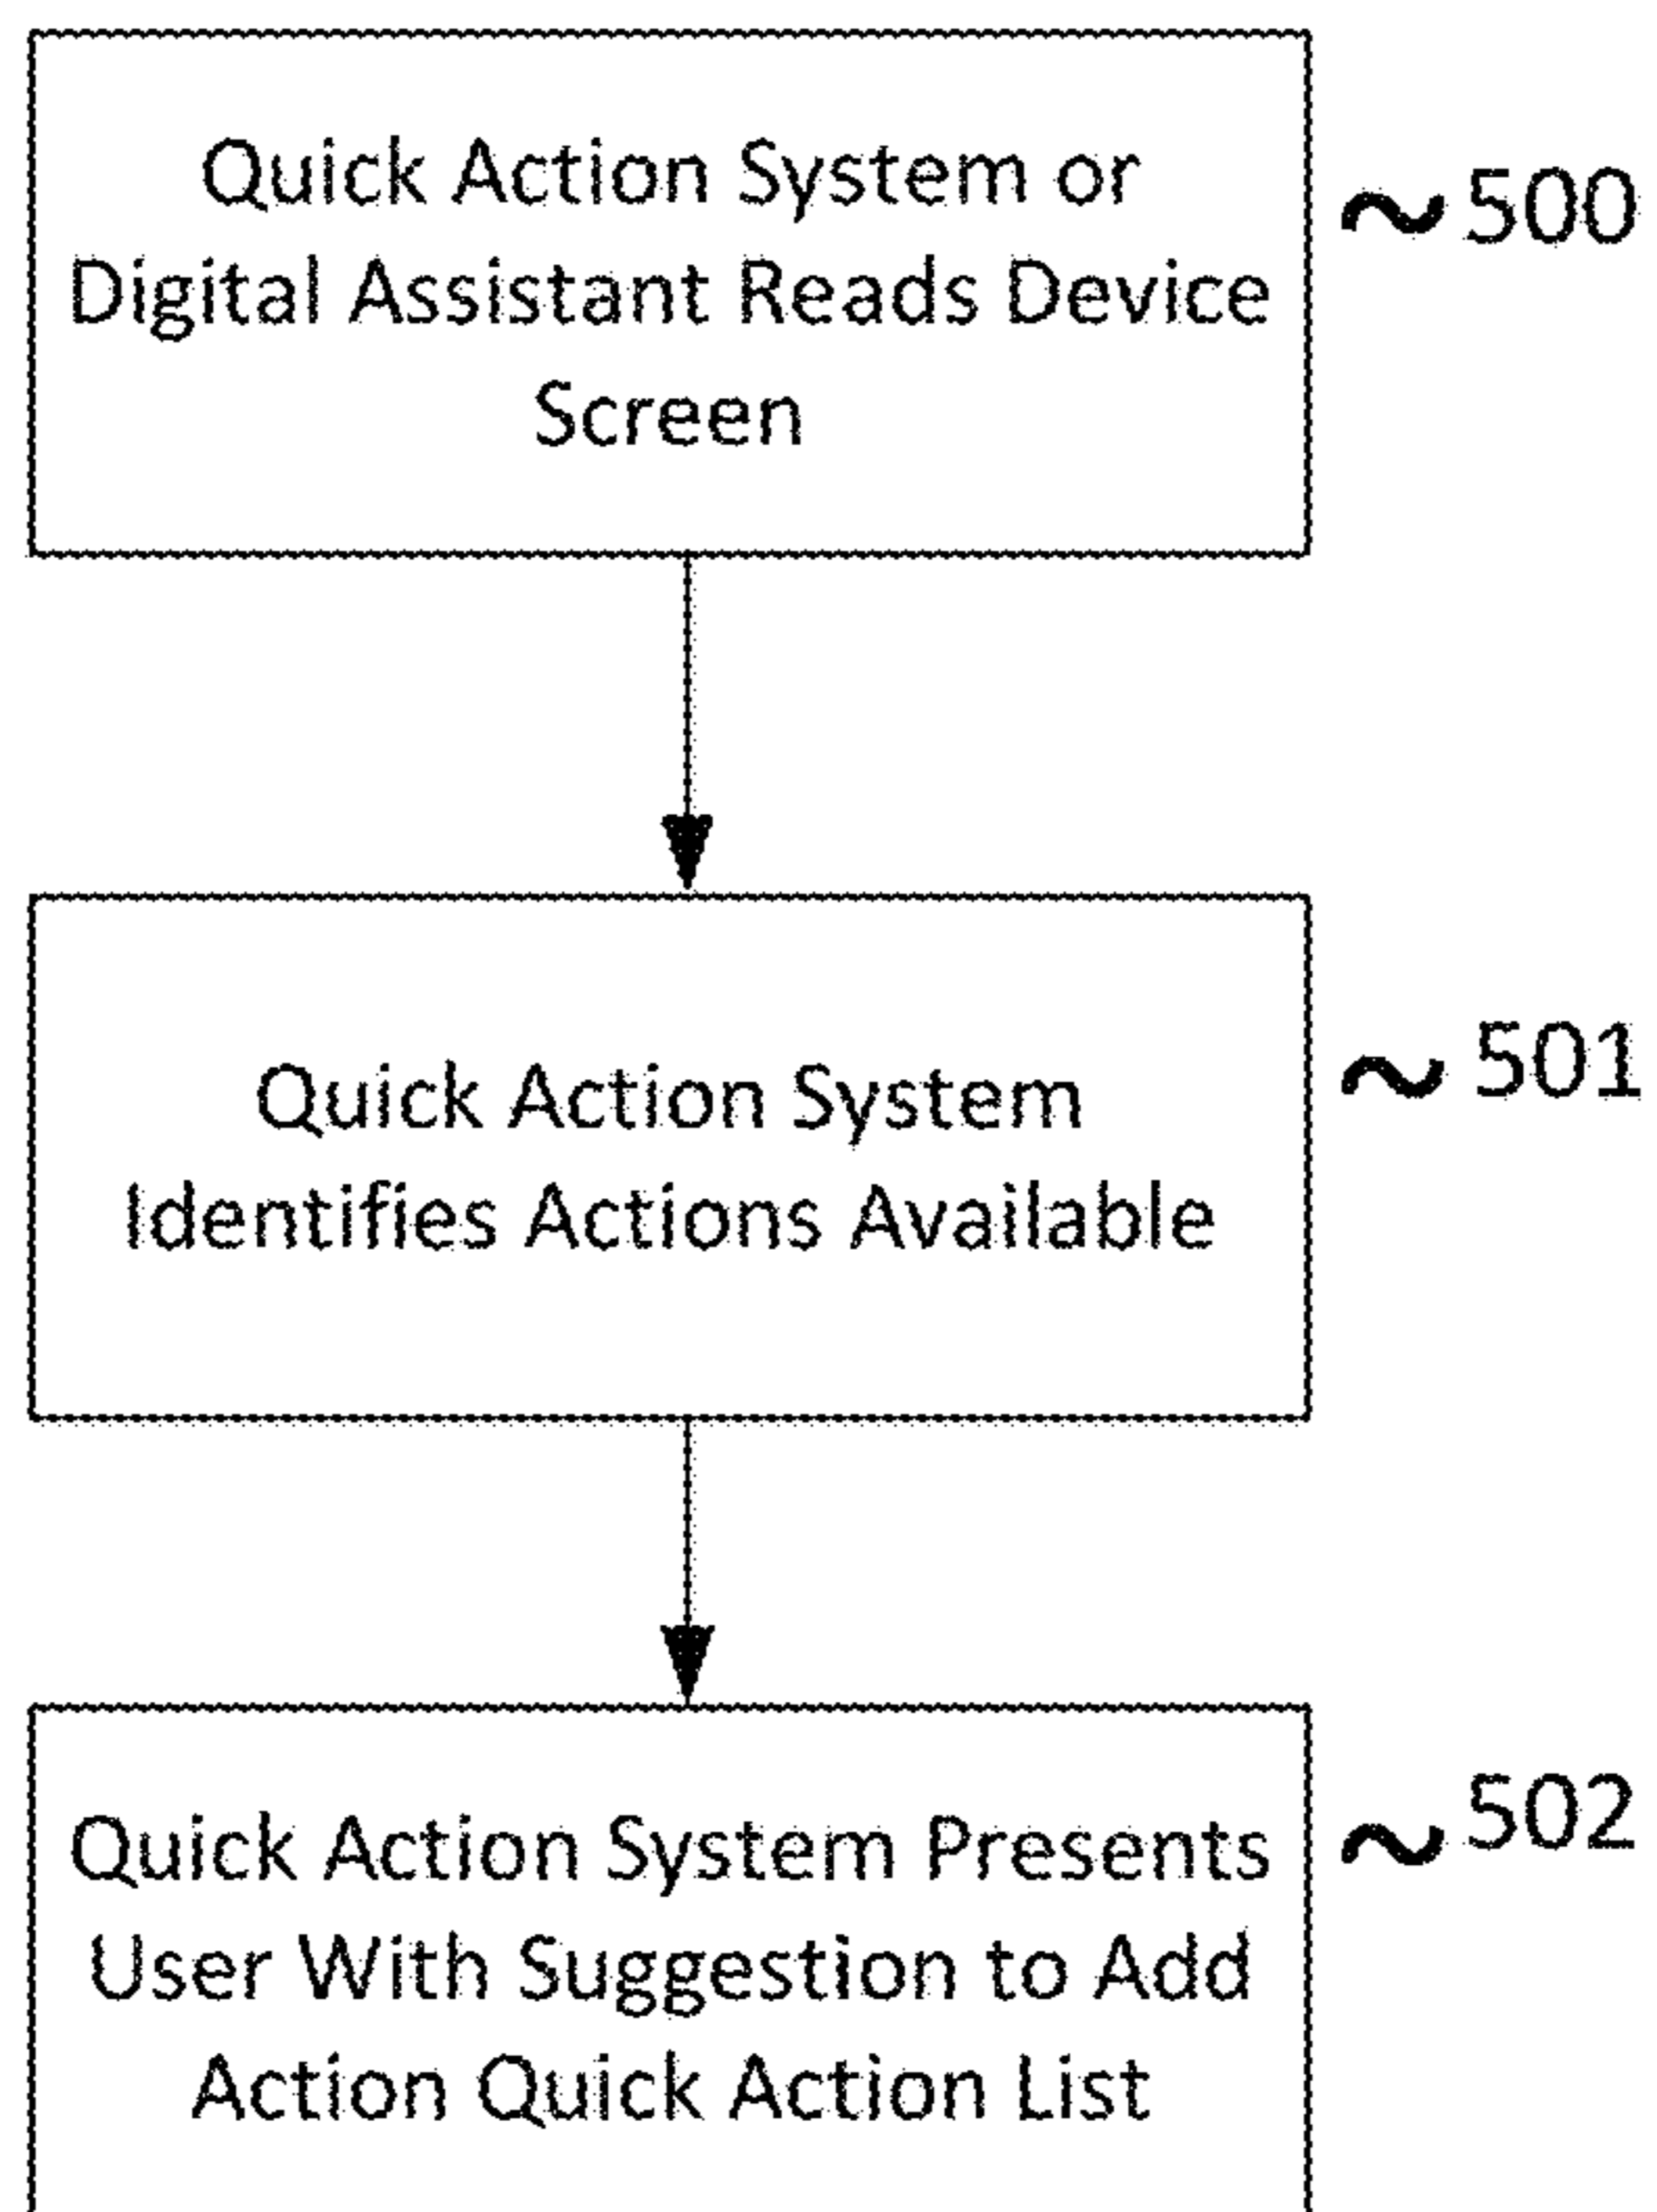 Quick Action System or
Digital Assistant Reads Device
Screen
~500
Quick Action System
Identifies Actions Available
~501
Quick Action System Presents
User With Suggestion to Add
Action Quick Action List
~502